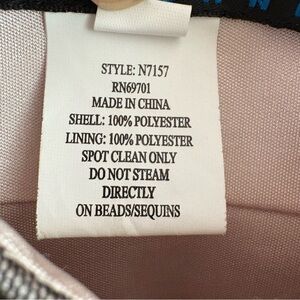 STYLE: N7157
RN69701
MADE IN CHINA
SHELL: 100% POLYESTER
LINING: 100% POLYESTER
SPOT CLEAN ONLY
DO NOT STEAM
DIRECTLY
ON BEADS/SEQUINS